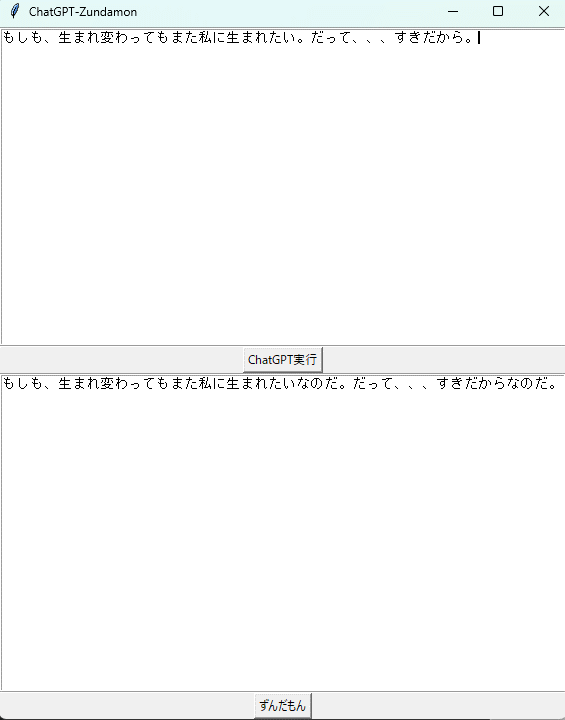 ChatGPT-Zundamon
もしも、生まれ変わってもまた私に生まれたい。だって、、、すきだから。
ChatGPT実行
もしも、生まれ変わってもまた私に生まれたいなのだ。だって、、、すきだからなのだ。
ずんだもん